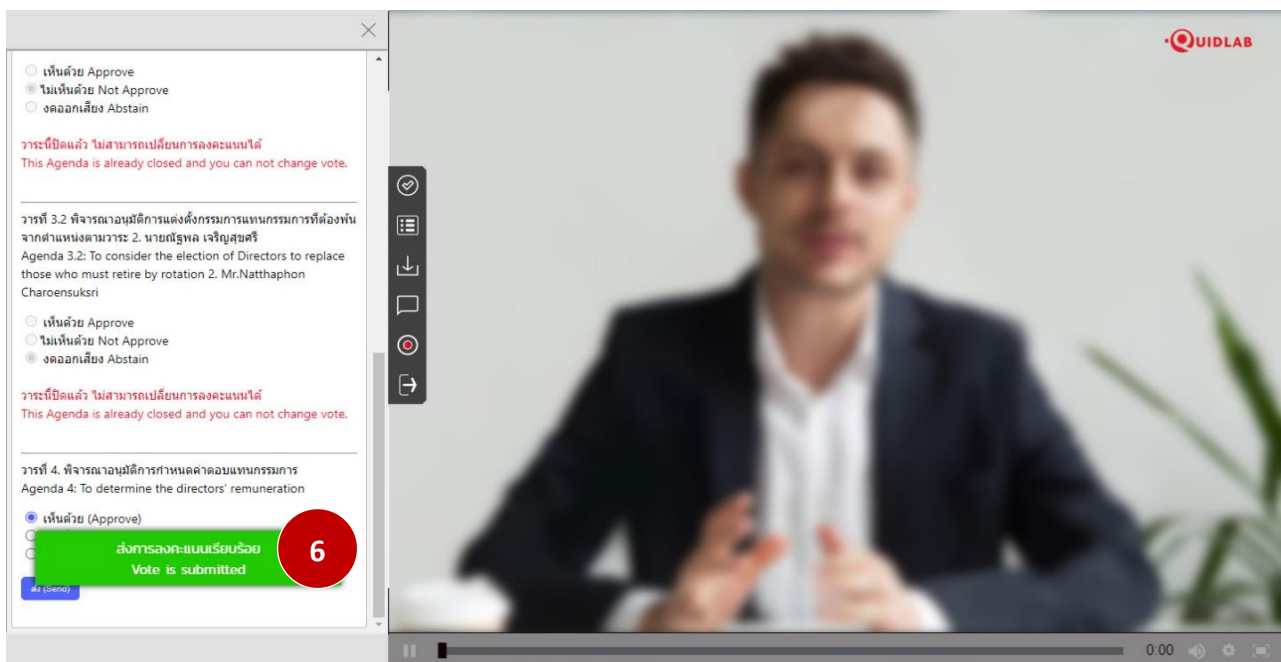 QUIDLAB
เห็นด้วย Approve
ไม่เห็นด้วย Not Approve
งดออกเสียง Abstain
วาระนี้ปิดแล้ว ไม่สามารถเปลี่ยนการลงคะแนนได้
This Agenda is already closed and you can not change vote.
วารที่ 3.2 พิจารณาอนุมัติการแต่งตั้งกรรมการแทนกรรมการที่ต้องพ้น
จากตำแหน่งตามวาระ 2. นายณัฐพล เจริญสุขศรี
Agenda 3.2: To consider the election of Directors to replace
those who must retire by rotation 2. Mr.Natthaphon
Charoensuksri
เห็นด้วย Approve
ไม่เห็นด้วย Not Approve
งดออกเสียง Abstain
วาระนี้ปิดแล้ว ไม่สามารถเปลี่ยนการลงคะแนนได้
This Agenda is already closed and you can not change vote.
วารที่ 4. พิจารณาอนุมัติการกำหนดค่าตอบแทนกรรมการ
Agenda 4: To determine the directors' remuneration
เห็นด้วย (Approve)
ส่งการลงคะแนนเรียบร้อย
Vote is submitted
6
ส่ง (Send)
0:00